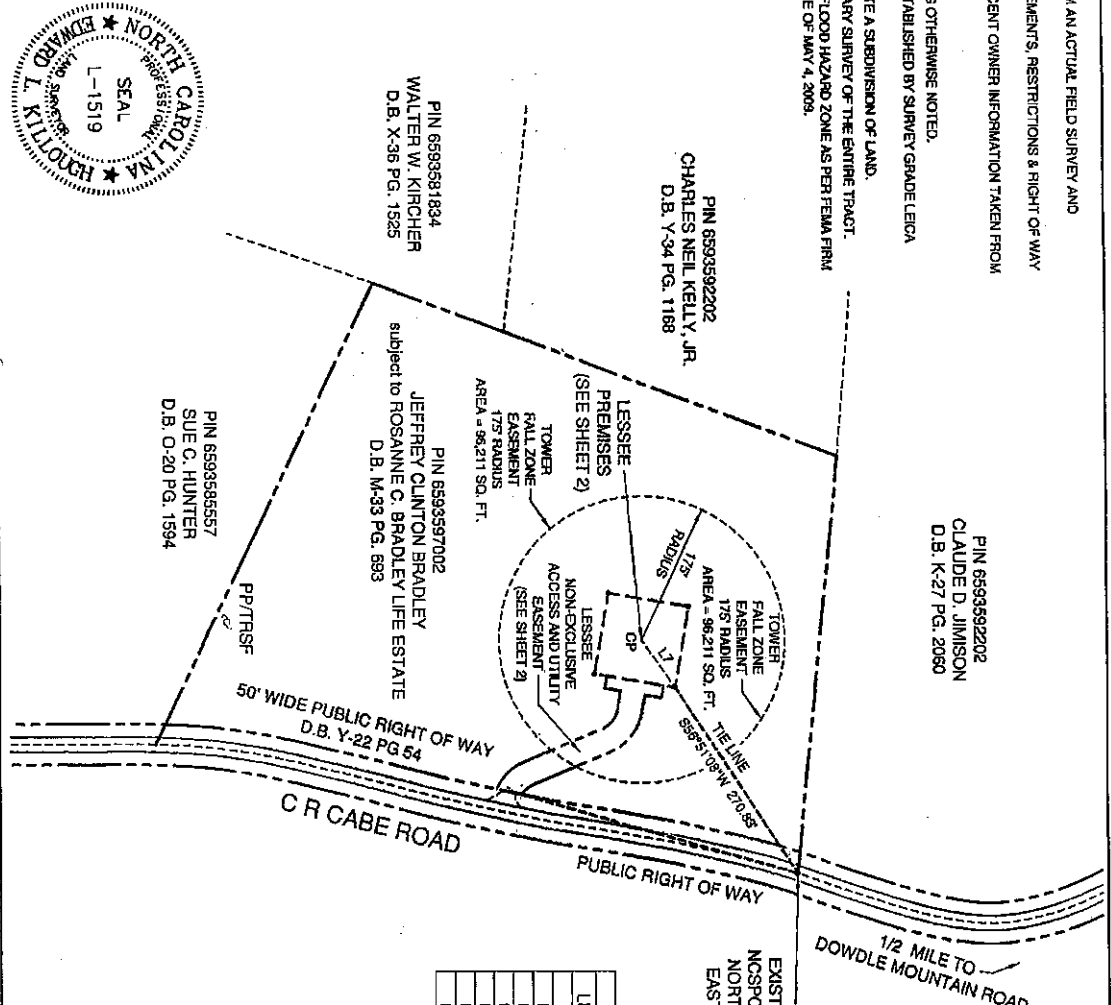 M AN ACTUAL FIELD SURVEY AND
EMENTS, RESTRICTIONS & RIGHT OF WAY
CENT OWNER INFORMATION TAKEN FROM
S OTHERWISE NOTED.
TABLISHED BY SURVEY GRADE LEICA
TE A SUBDIVISION OF LAND.
ARY SURVEY OF THE ENTIRE TRACT.
FLOOD HAZARD ZONE AS PER FEMA FIRM
E OF MAY 4, 2009.
PIN 6593592202
CLAUDE D. JIMISON
D.B. K-27 PG. 2060
PIN 6593592202
CHARLES NEIL KELLY, JR.
D.B. Y-34 PG. 1168
PIN 6593581834
WALTER W. KIRCHER
D.B. X-36 PG. 1525
NORTH CAROLINA
PROFESSIONAL
SEAL
L-1519
LAND SURVEYOR
EDWARD L. KILLOUGH
LESSEE
PREMISES
(SEE SHEET 2)
TOWER
FALL ZONE
EASEMENT
175' RADIUS
AREA = 96,211 SQ. FT.
TOWER
FALL ZONE
EASEMENT
175' RADIUS
AREA = 96,211 SQ. FT.
175'
RADIUS
CP
L7
TIE LINE
S56°51'08"W 270.83'
LESSEE
NON-EXCLUSIVE
ACCESS AND UTILITY
EASEMENT
(SEE SHEET 2)
PIN 6593597002
JEFFREY CLINTON BRADLEY
subject to ROSANNE C. BRADLEY LIFE ESTATE
D.B. M-33 PG. 693
PIN 6593585557
SUE C. HUNTER
D.B. O-20 PG. 1594
PP/TRSF
50' WIDE PUBLIC RIGHT OF WAY
D.B. Y-22 PG 54
C R CABE ROAD
PUBLIC RIGHT OF WAY
1/2 MILE TO
DOWDLE MOUNTAIN ROAD
EXIST
NCSPC
NORT
EAST